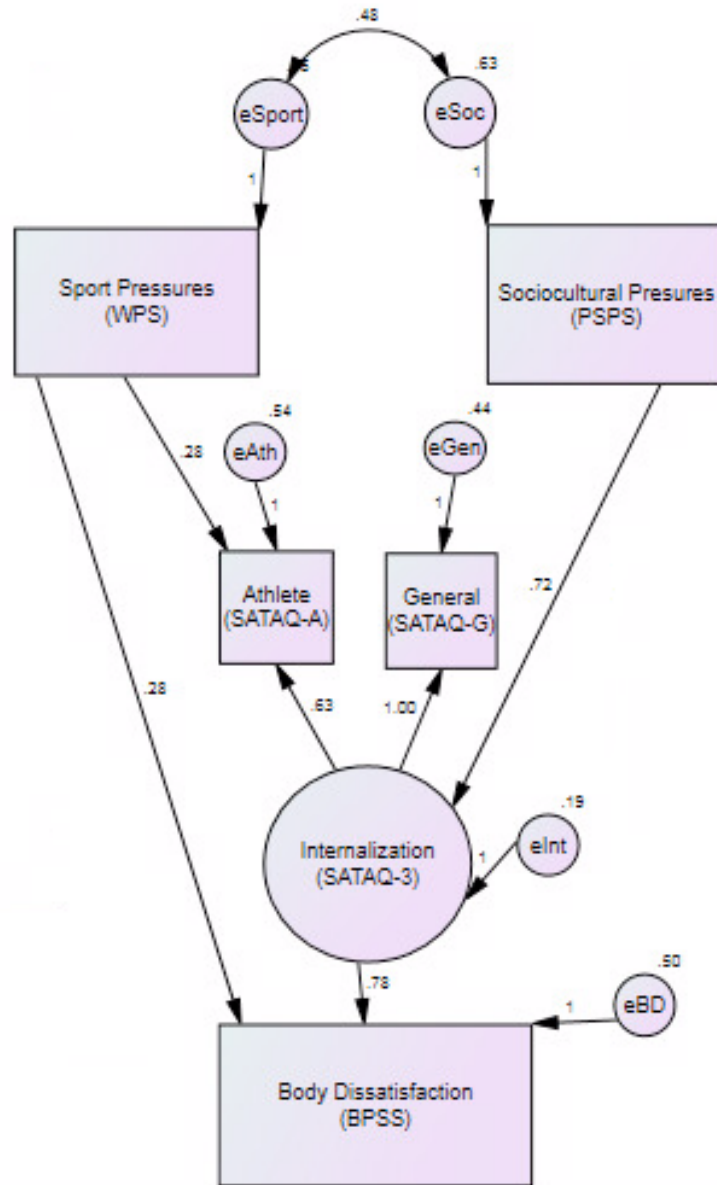 .48
.63
eSport
eSoc
1
1
Sport Pressures
(WPS)
Sociocultural Presures
(PSPS)
.54
.44
.28
eAth
eGen
1
1
Athlete
(SATAQ-A)
General
(SATAQ-G)
.72
.28
.63
1.00
.19
Internalization
(SATAQ-3)
1
eInt
.78
.50
1
eBD
Body Dissatisfaction
(BPSS)